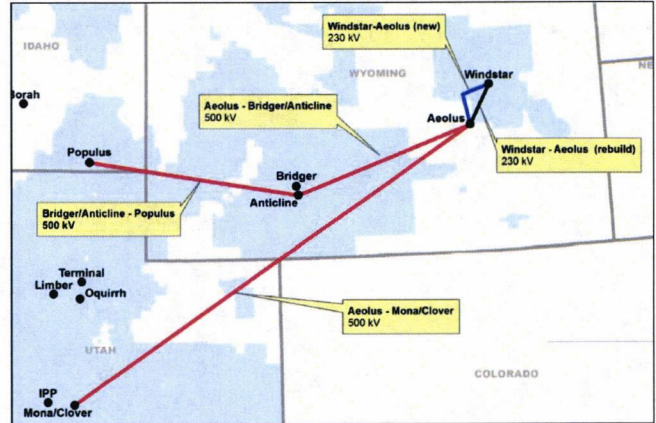 Windstar-Aeolus (new)
230 kV
IDAHO
WYOMING
NE
Windstar
Borah
Aeolus - Bridger/Anticline
500 kV
Aeolus
Windstar - Aeolus (rebuild)
230 kV
Populus
Bridger
Anticline
Bridger/Anticline - Populus
500 kV
Terminal
Limber
Oquirrh
Aeolus - Mona/Clover
500 kV
UTAH
COLORADO
IPP
Mona/Clover